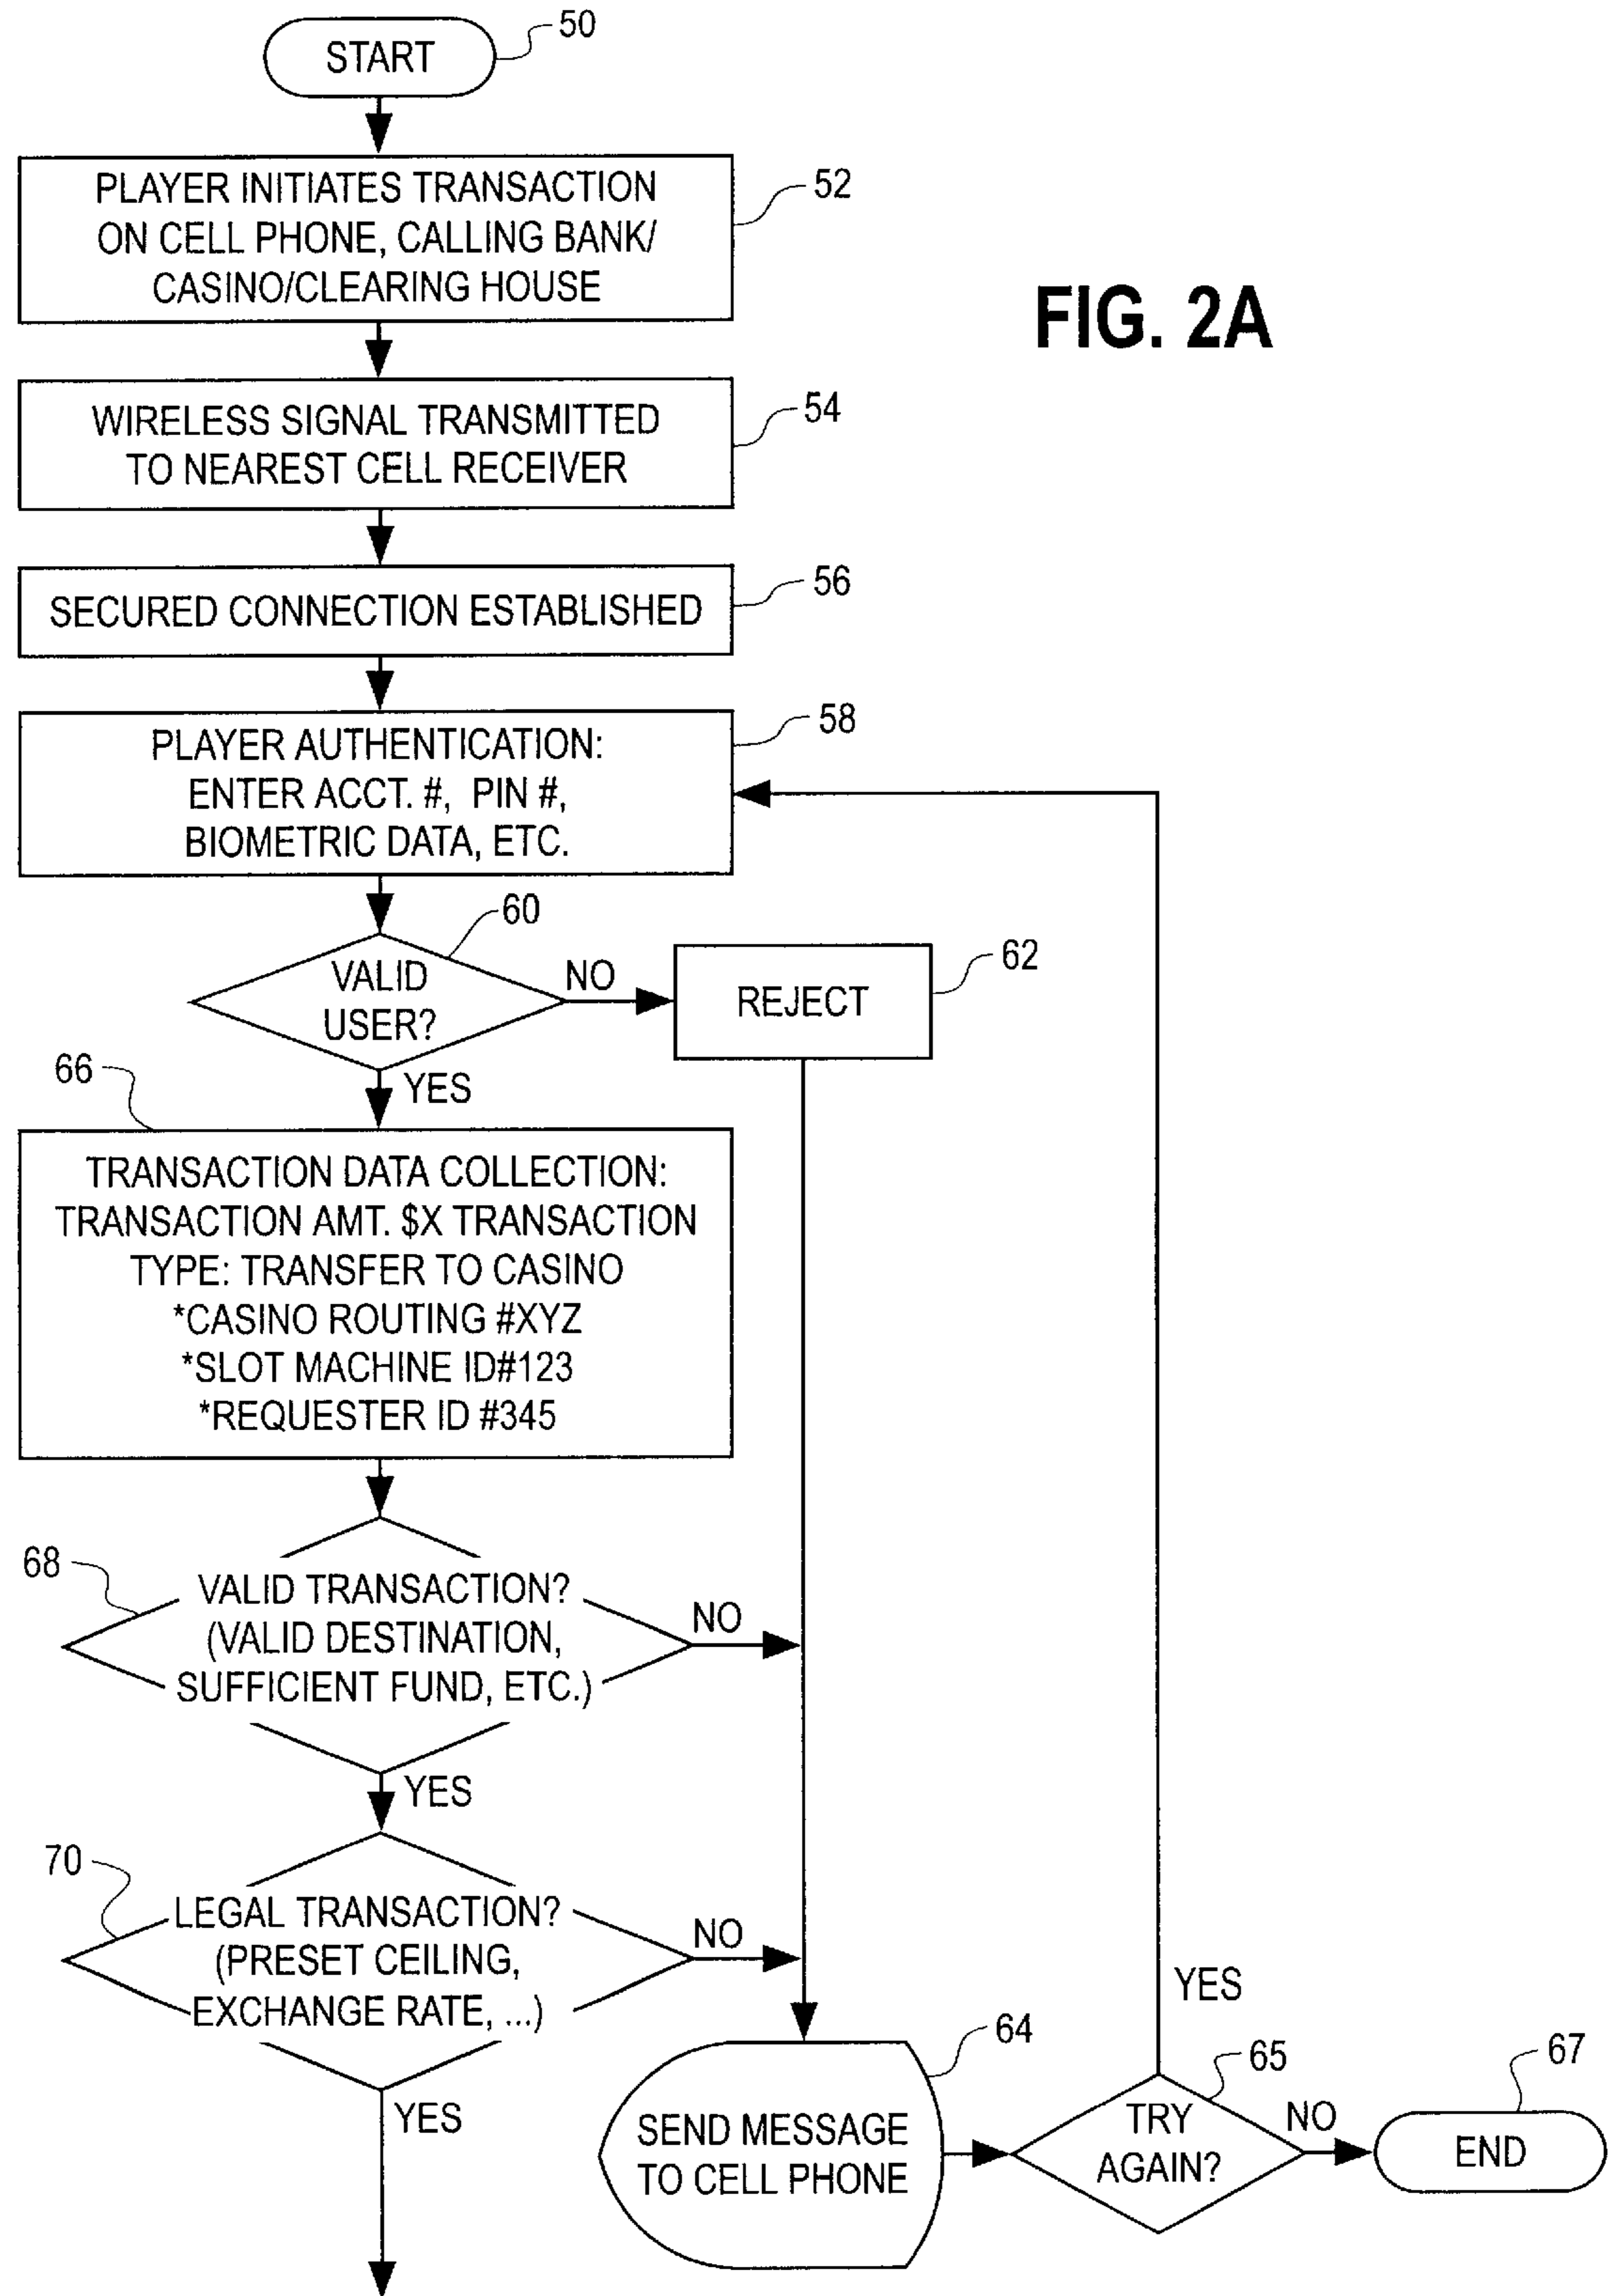 START
50
PLAYER INITIATES TRANSACTION
ON CELL PHONE, CALLING BANK/
CASINO/CLEARING HOUSE
52
FIG. 2A
WIRELESS SIGNAL TRANSMITTED
TO NEAREST CELL RECEIVER
54
SECURED CONNECTION ESTABLISHED
56
PLAYER AUTHENTICATION:
ENTER ACCT. #, PIN #,
BIOMETRIC DATA, ETC.
58
VALID
USER?
60
NO
REJECT
62
YES
66
TRANSACTION DATA COLLECTION:
TRANSACTION AMT. $X TRANSACTION
TYPE: TRANSFER TO CASINO
*CASINO ROUTING #XYZ
*SLOT MACHINE ID#123
*REQUESTER ID #345
68
VALID TRANSACTION?
(VALID DESTINATION,
SUFFICIENT FUND, ETC.)
NO
YES
70
LEGAL TRANSACTION?
(PRESET CEILING,
EXCHANGE RATE, ...)
NO
YES
SEND MESSAGE
TO CELL PHONE
64
TRY
AGAIN?
65
YES
NO
END
67